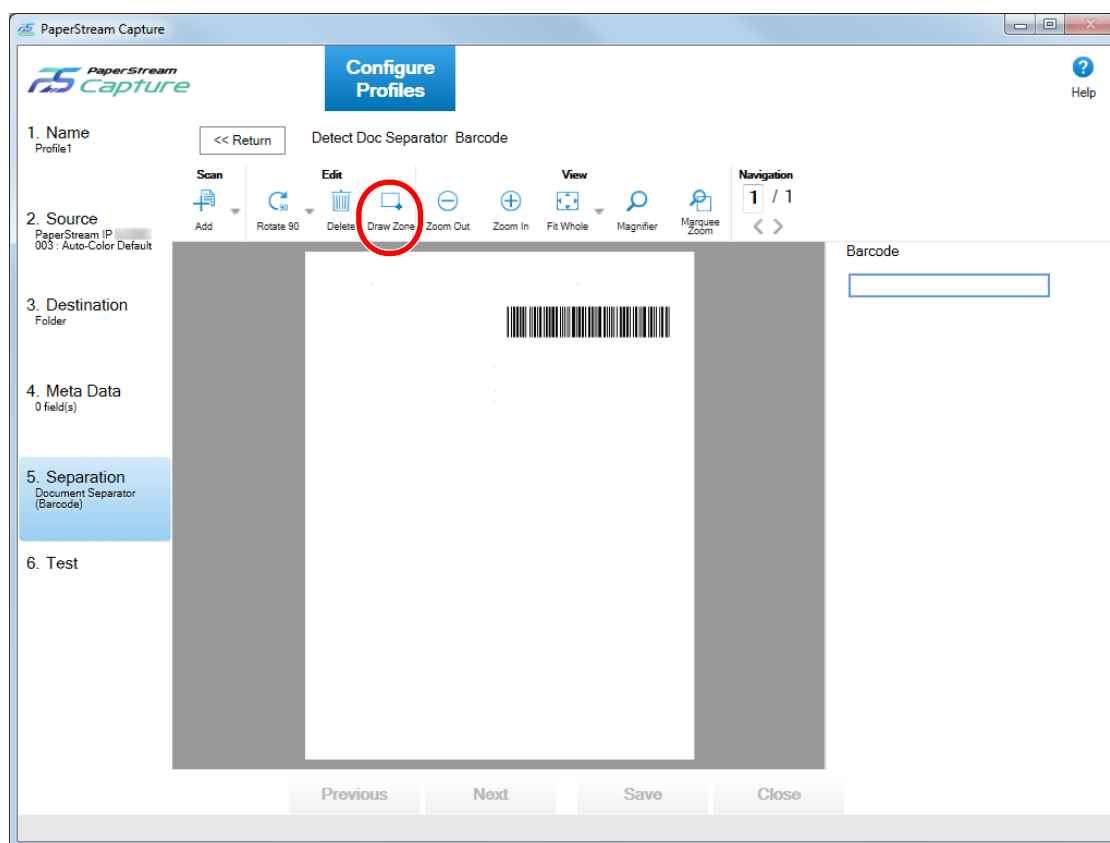 PaperStream Capture
PaperStream
Capture
Configure
Profiles
Help
1. Name
Profile1
<< Return
Detect Doc Separator Barcode
Scan
Edit
View
Navigation
90
1 / 1
Add
Rotate 90
Delete
Draw Zone
Zoom Out
Zoom In
Fit Whole
Magnifier
Marquee
Zoom
2. Source
PaperStream IP
003 : Auto-Color Default
Barcode
3. Destination
Folder
4. Meta Data
0 field(s)
5. Separation
Document Separator
(Barcode)
6. Test
Previous
Next
Save
Close